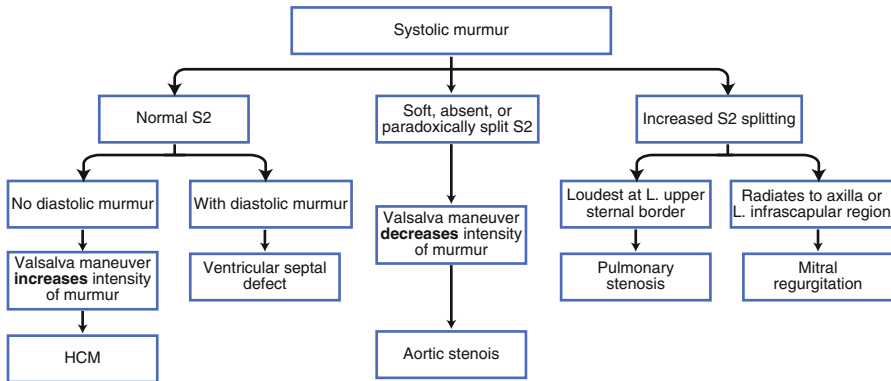 Systolic murmur
Normal S2
Soft, absent, or
paradoxically split S2
Increased S2 splitting
No diastolic murmur
With diastolic murmur
Valsalva maneuver
decreases intensity
of murmur
Loudest at L. upper
sternal border
Radiates to axilla or
L. infrascapular region
Valsalva maneuver
increases intensity
of murmur
Ventricular septal
defect
Pulmonary
stenosis
Mitral
regurgitation
HCM
Aortic stenois